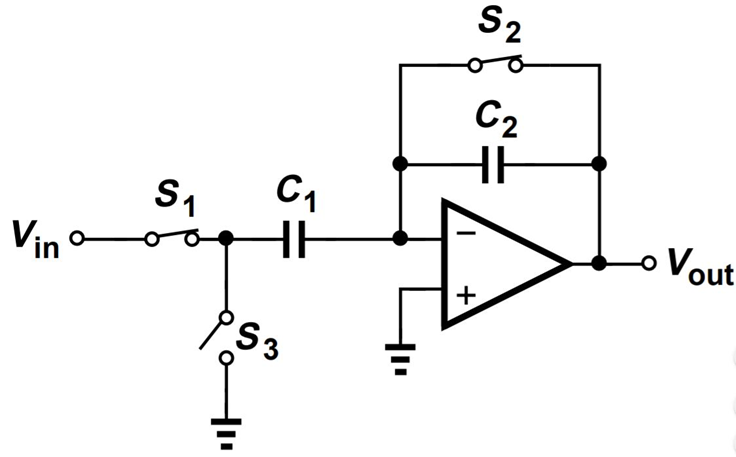 S2
C2
S1
C1
Vin
−
Vout
+
S3